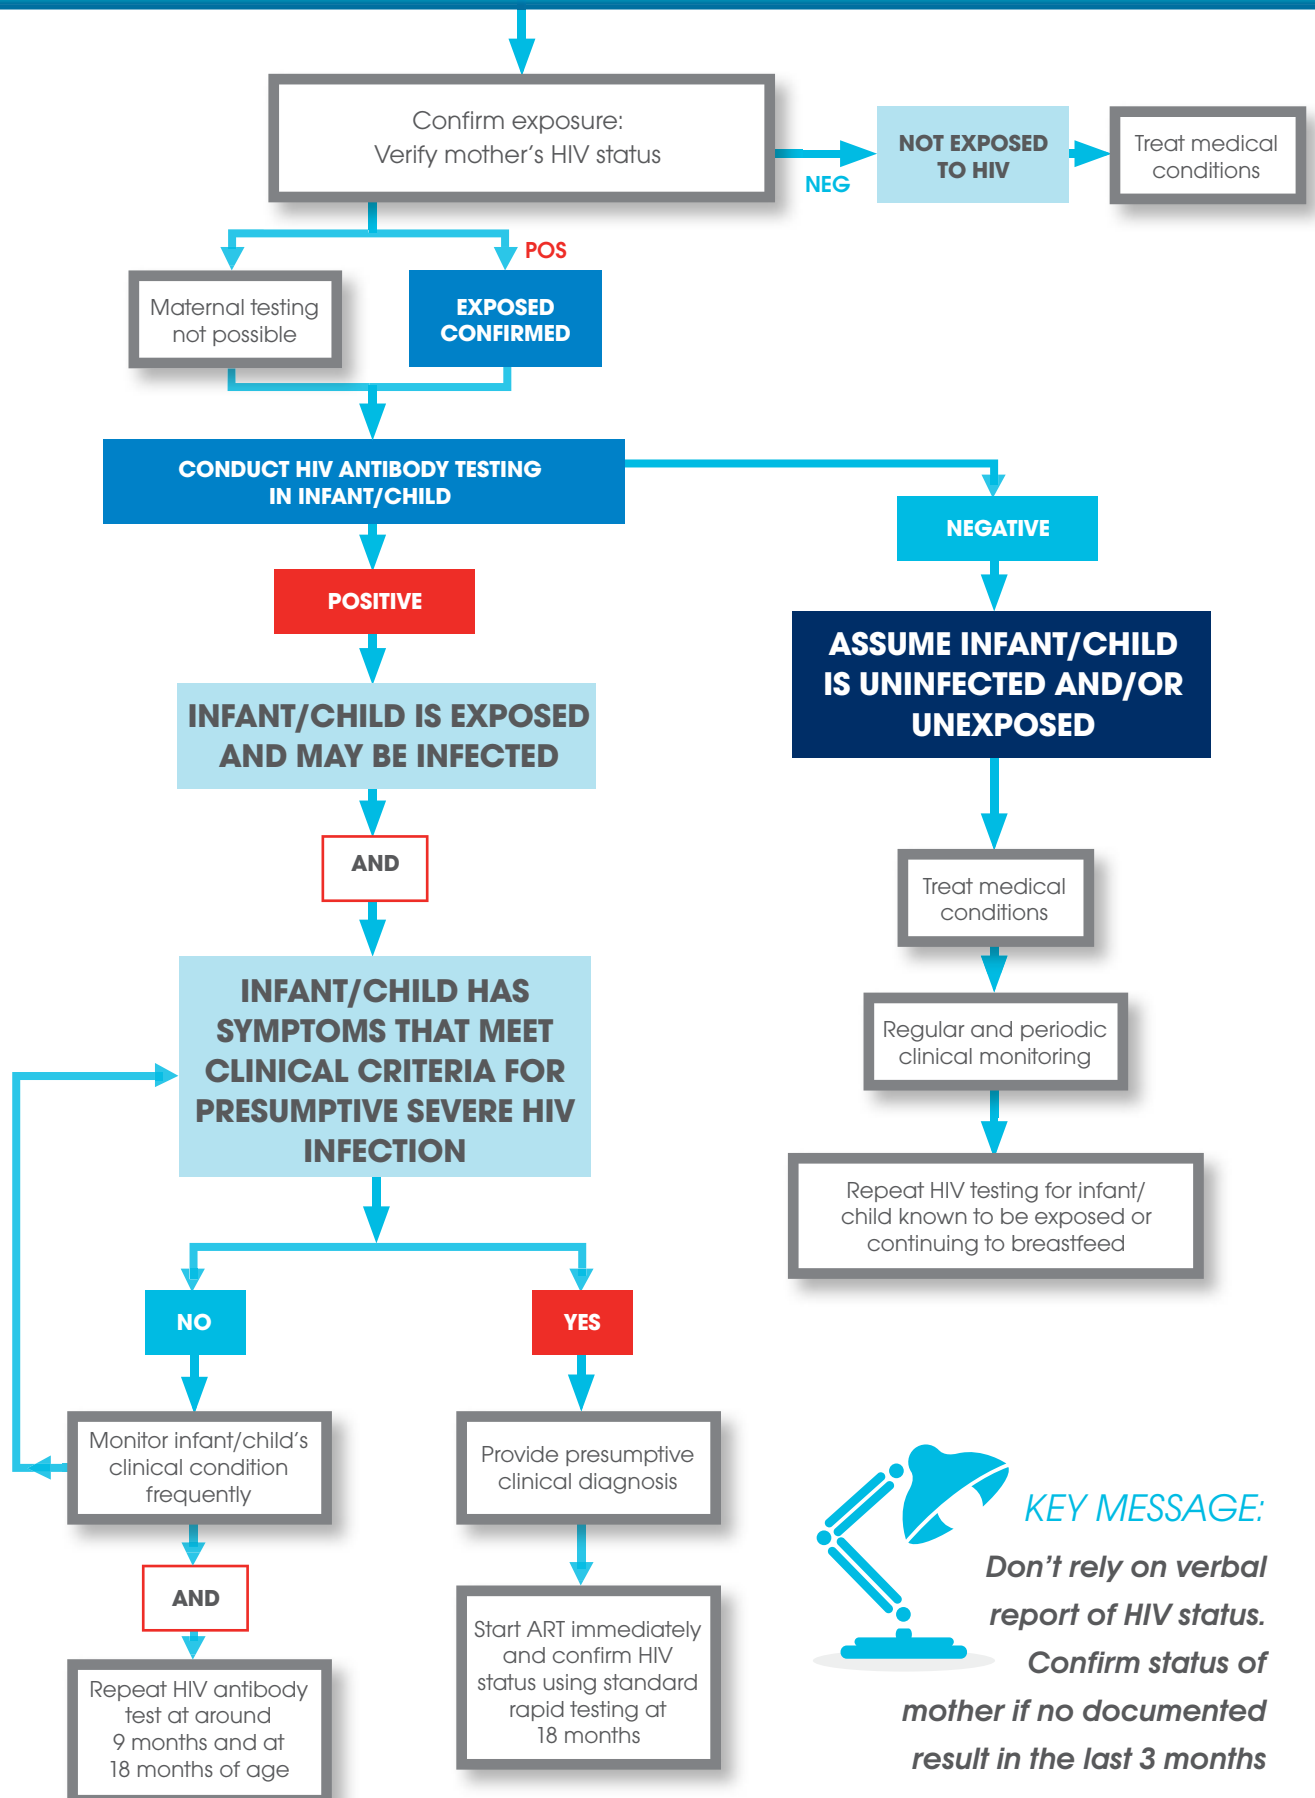 Confirm exposure:
Verify mother's HIV status
NEG
NOT EXPOSED
TO HIV
Treat medical
conditions
POS
Maternal testing
not possible
EXPOSED
CONFIRMED
CONDUCT HIV ANTIBODY TESTING
IN INFANT/CHILD
NEGATIVE
POSITIVE
ASSUME INFANT/CHILD
IS UNINFECTED AND/OR
UNEXPOSED
INFANT/CHILD IS EXPOSED
AND MAY BE INFECTED
AND
Treat medical
conditions
INFANT/CHILD HAS
SYMPTOMS THAT MEET
CLINICAL CRITERIA FOR
PRESUMPTIVE SEVERE HIV
INFECTION
Regular and periodic
clinical monitoring
Repeat HIV testing for infant/
child known to be exposed or
continuing to breastfeed
NO
YES
Monitor infant/child's
clinical condition
frequently
Provide presumptive
clinical diagnosis
AND
Repeat HIV antibody
test at around
9 months and at
18 months of age
Start ART immediately
and confirm HIV
status using standard
rapid testing at
18 months
KEY MESSAGE:
Don't rely on verbal
report of HIV status.
Confirm status of
mother if no documented
result in the last 3 months